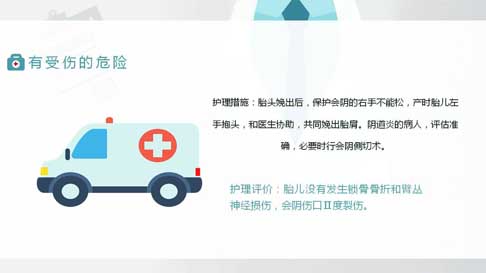 有受伤的危险
护理措施：胎头娩出后，保护会阴的右手不能松，产时胎儿左
手抱头，和医生协助，共同娩出胎肩。阴道炎的病人，评估准
确，必要时行会阴侧切术。
护理评价：胎儿没有发生锁骨骨折和臂丛
神经损伤，会阴伤口Ⅱ度裂伤。